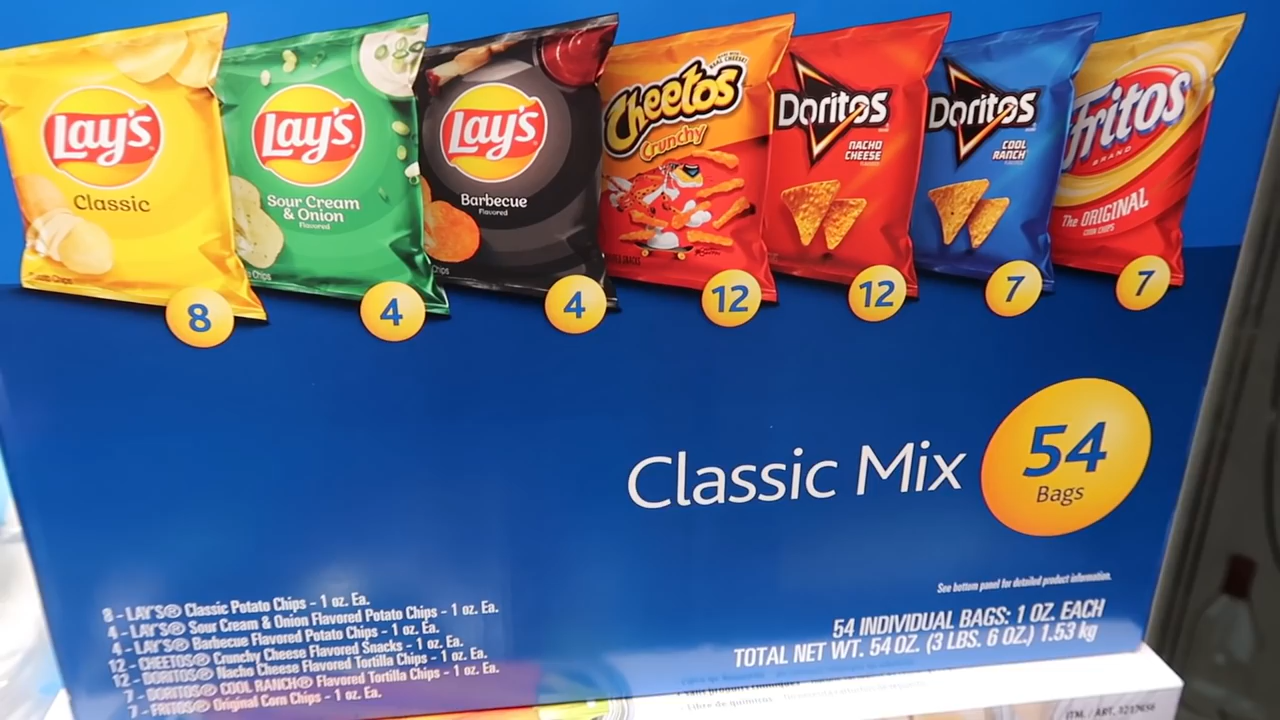 Lay's
Classic
Lay's
Sour Cream
& Onion
Flavored
Lay's
Barbecue
Flavored
Cheetos
Crunchy
Doritos
NACHO
CHEESE
FLAVORED
Doritos
COOL
RANCH
FLAVORED
Fritos
BRAND
The ORIGINAL
CORN CHIPS
8
4
4
12
12
7
7
Classic Mix
54
Bags
See bottom panel for detailed product information.
8 - LAY'S® Classic Potato Chips - 1 oz. Ea.
4 - LAY'S® Sour Cream & Onion Flavored Potato Chips - 1 oz. Ea.
4 - LAY'S® Barbecue Flavored Potato Chips - 1 oz. Ea.
12 - CHEETOS® Crunchy Cheese Flavored Snacks - 1 oz. Ea.
12 - DORITOS® Nacho Cheese Flavored Tortilla Chips - 1 oz. Ea.
7 - DORITOS® COOL RANCH® Flavored Tortilla Chips - 1 oz. Ea.
7 - FRITOS® Original Corn Chips - 1 oz. Ea.
54 INDIVIDUAL BAGS: 1 OZ. EACH
TOTAL NET WT. 54 OZ. (3 LBS. 6 OZ.) 1.53 kg